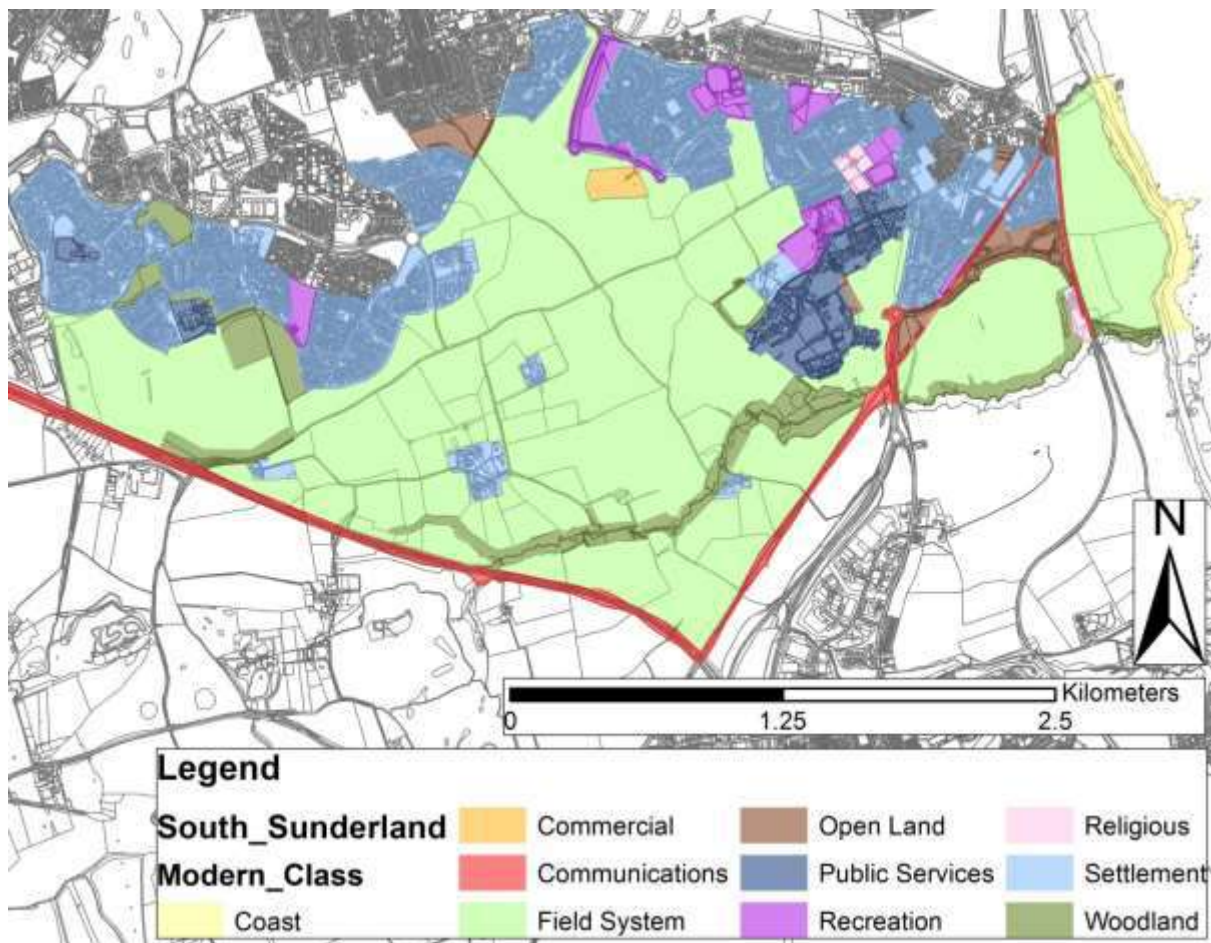 N
Kilometers
0 1.25 2.5
Legend
South_Sunderland
Modern_Class
Coast
Commercial
Communications
Field System
Open Land
Public Services
Recreation
Religious
Settlement
Woodland